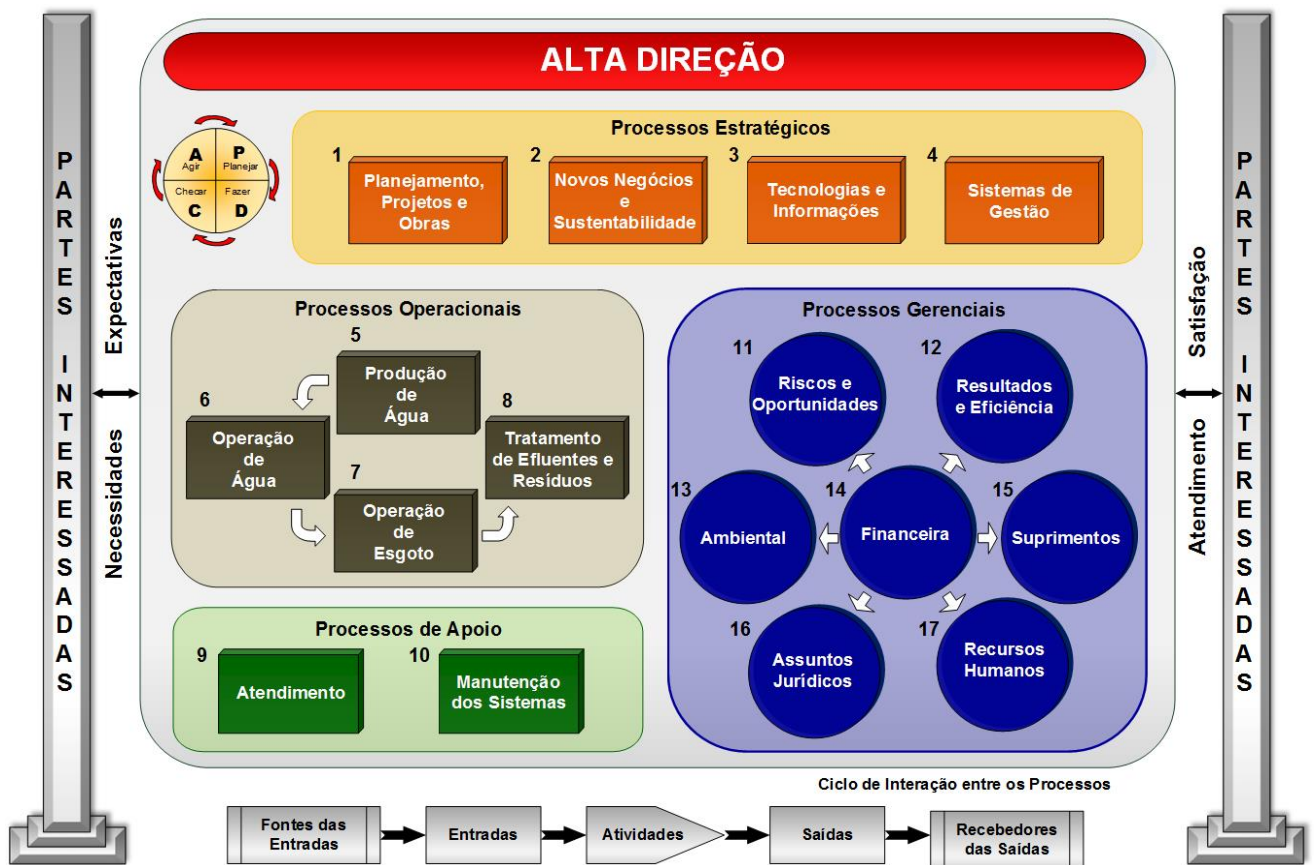 ALTA DIREÇÃO
PARTES INTERESSADAS
Expectativas
Necessidades
A
Agir
P
Planejar
Checar
C
Fazer
D
Processos Estratégicos
1
Planejamento,
Projetos e
Obras
2
Novos Negócios
e
Sustentabilidade
3
Tecnologias e
Informações
4
Sistemas de
Gestão
Processos Operacionais
5
Produção
de
Água
6
Operação
de
Água
7
Operação
de
Esgoto
8
Tratamento
de Efluentes e
Resíduos
Processos de Apoio
9
Atendimento
10
Manutenção
dos Sistemas
Processos Gerenciais
11
Riscos e
Oportunidades
12
Resultados
e Eficiência
13
Ambiental
14
Financeira
15
Suprimentos
16
Assuntos
Jurídicos
17
Recursos
Humanos
Satisfação
Atendimento
PARTES INTERESSADAS
Ciclo de Interação entre os Processos
Fontes das
Entradas
Entradas
Atividades
Saídas
Recebedores
das Saídas